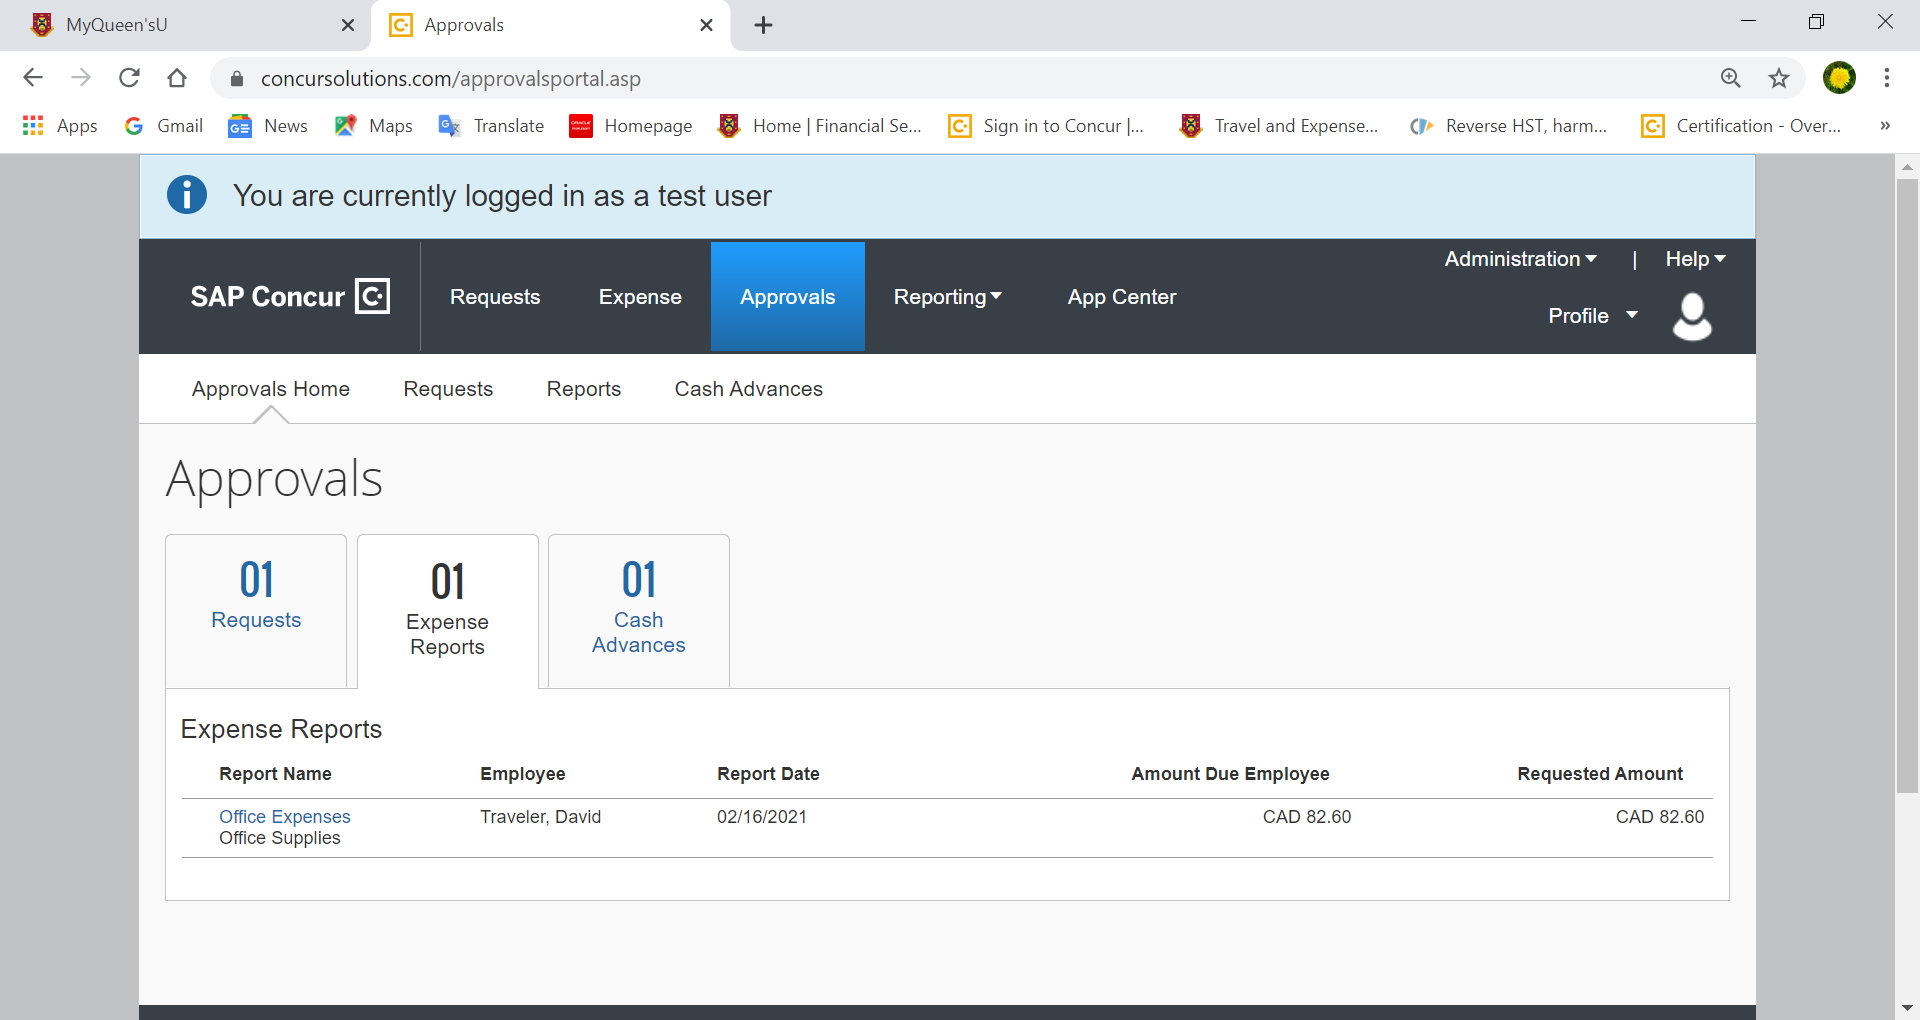 MyQueen'sU
Approvals
concursolutions.com/approvalsportal.asp
Apps Gmail News Maps Translate Homepage Home | Financial Se... Sign in to Concur |... Travel and Expense... Reverse HST, harm... Certification - Over... »
You are currently logged in as a test user
Administration | Help
SAP Concur Requests Expense Approvals Reporting App Center
Profile
Approvals Home Requests Reports Cash Advances
Approvals
01 Requests
01 Expense
Reports
01 Cash
Advances
Expense Reports
Report Name Employee Report Date Amount Due Employee Requested Amount
Office Expenses Traveler, David 02/16/2021 CAD 82.60 CAD 82.60
Office Supplies